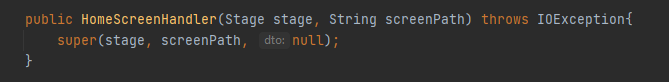 public HomeScreenHandler(Stage stage, String screenPath) throws IOException{
super(stage, screenPath, dto: null);
}